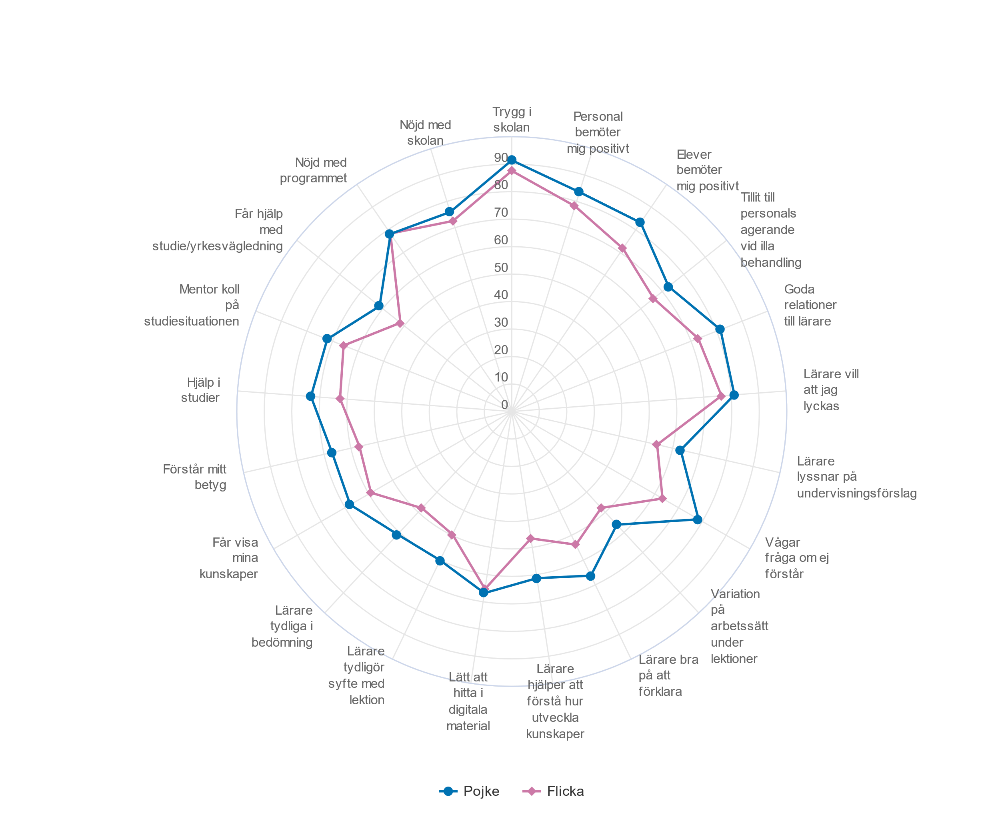 Trygg i
skolan
Personal
bemöter
mig positivt
Elever
bemöter
mig positivt
Tillit till
personals
agerande
vid illa
behandling
Goda
relationer
till lärare
Lärare vill
att jag
lyckas
Lärare
lyssnar på
undervisningsförslag
Vågar
fråga om ej
förstår
Variation
på
arbetssätt
under
lektioner
Lärare bra
på att
förklara
Lärare
hjälper att
förstå hur
utveckla
kunskaper
Lätt att
hitta i
digitala
material
Lärare
tydligör
syfte med
lektion
Lärare
tydliga i
bedömning
Får visa
mina
kunskaper
Förstår mitt
betyg
Hjälp i
studier
Mentor koll
på
studiesituationen
Får hjälp
med
studie/yrkesvägledning
Nöjd med
programmet
Nöjd med
skolan
90
80
70
60
50
40
30
20
10
0
Pojke
Flicka